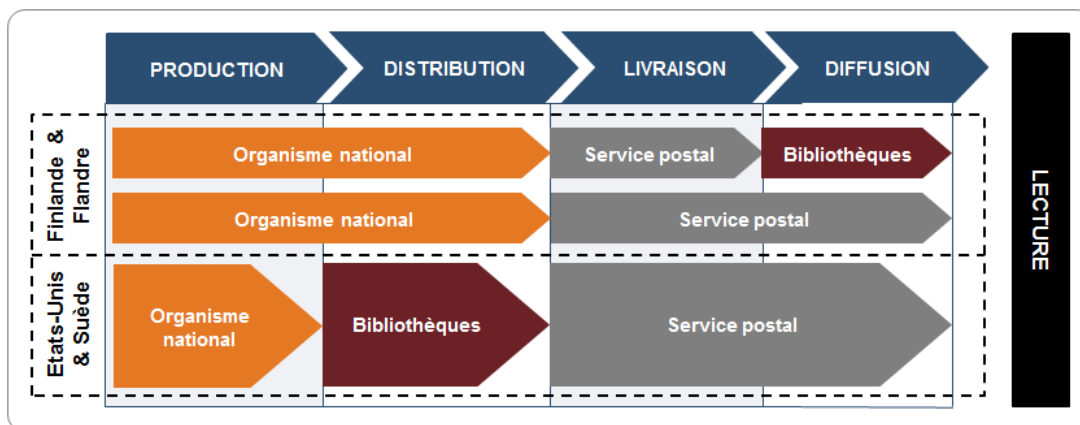 PRODUCTION
DISTRIBUTION
LIVRAISON
DIFFUSION
Finlande &
Flandre
Organisme national
Service postal
Bibliothèques
Organisme national
Service postal
Etats-Unis
& Suède
Organisme
national
Bibliothèques
Service postal
LECTURE